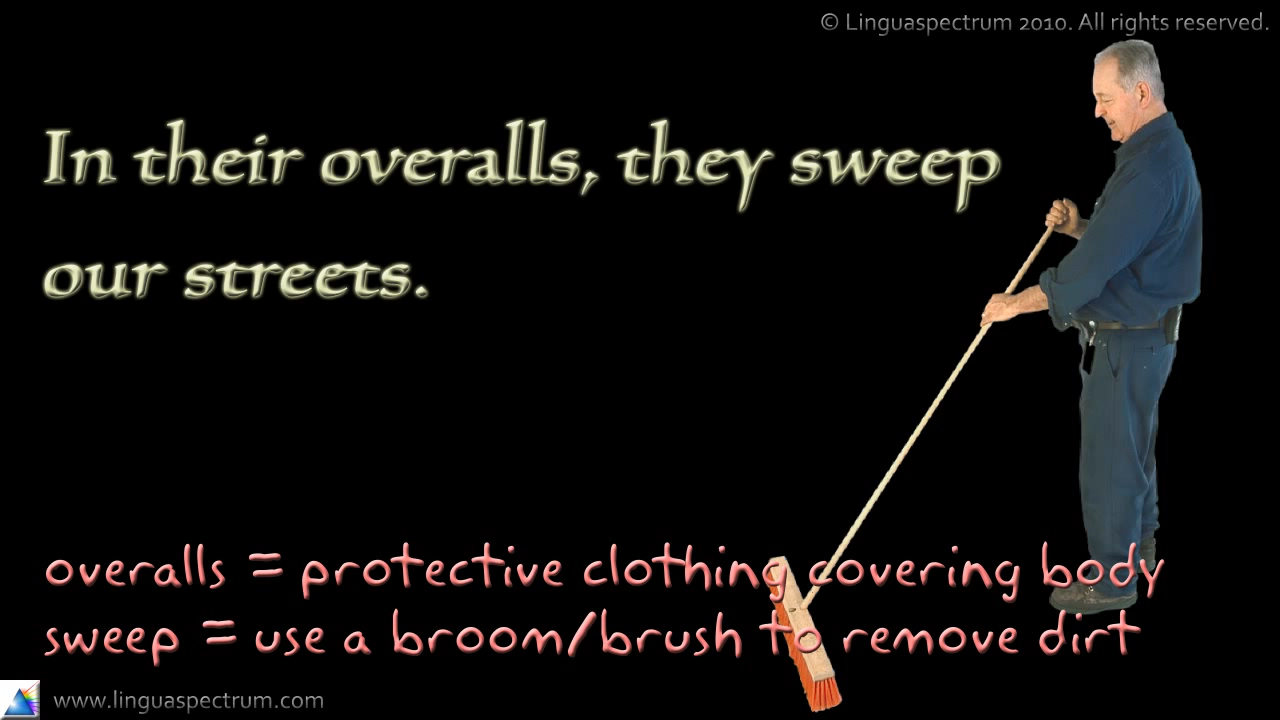 © Linguaspectrum 2010. All rights reserved.
In their overalls, they sweep
our streets.
overalls = protective clothing covering body
sweep = use a broom/brush to remove dirt
www.linguaspectrum.com